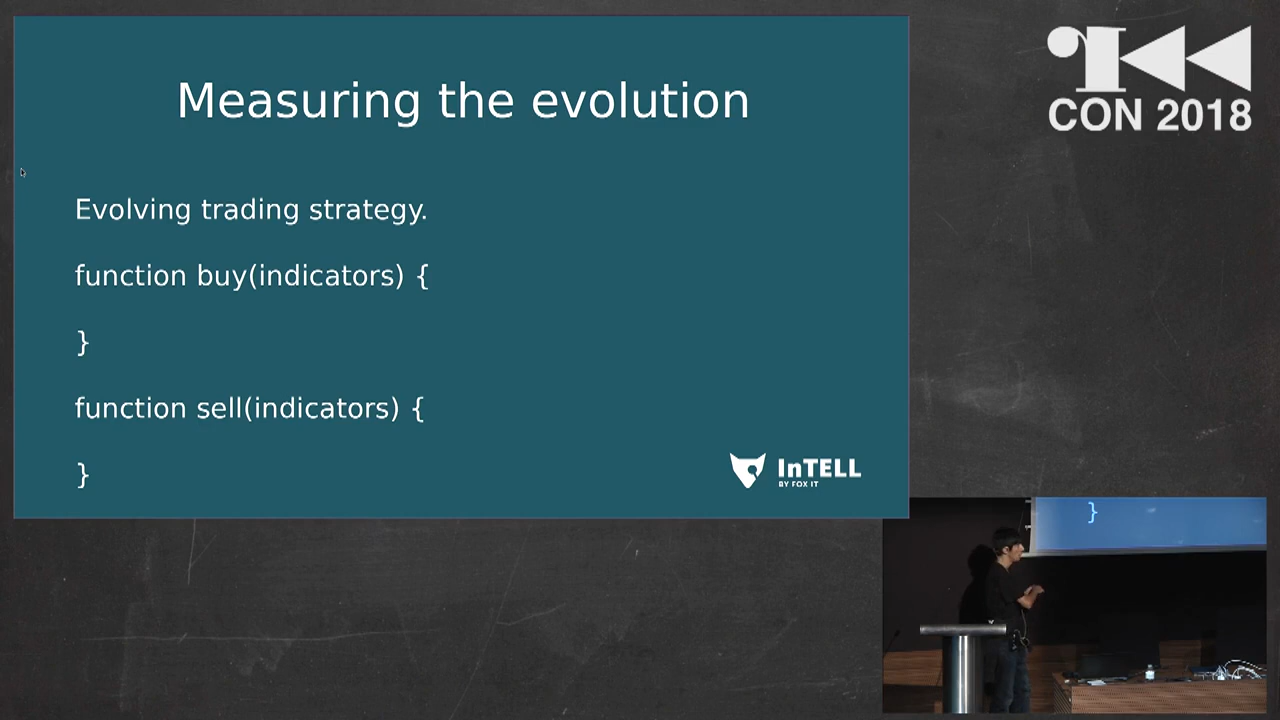 Measuring the evolution
Evolving trading strategy.
function buy(indicators) {
}
function sell(indicators) {
}
InTELL
BY FOX IT
CON 2018
}